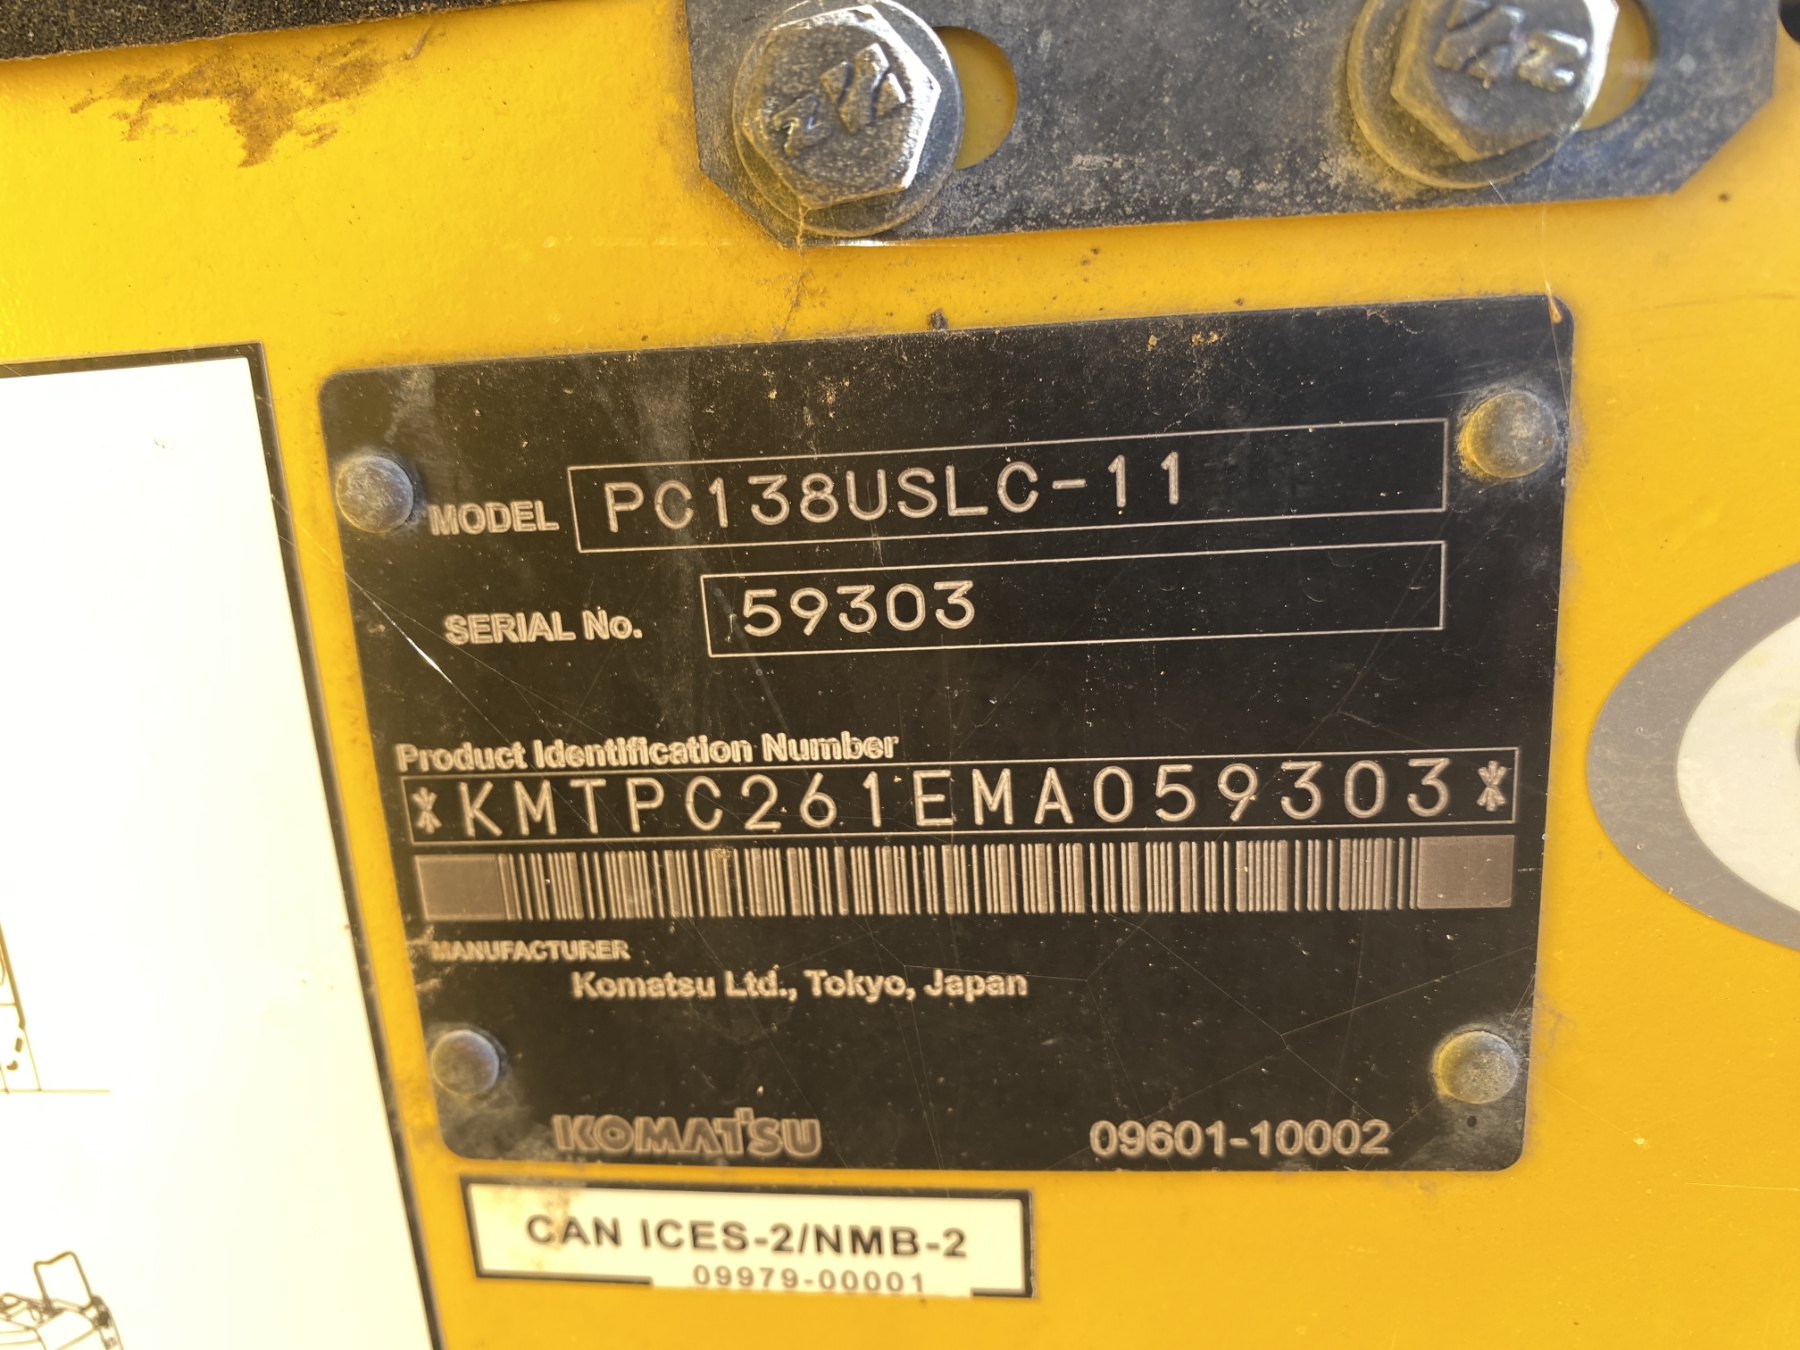 MODEL PC138USLC-11
SERIAL No. 59303
Product Identification Number
*KMTPC261EMA059303*
MANUFACTURER
Komatsu Ltd., Tokyo, Japan
KOMATSU 09601-10002
CAN ICES-2/NMB-2
09979-00001